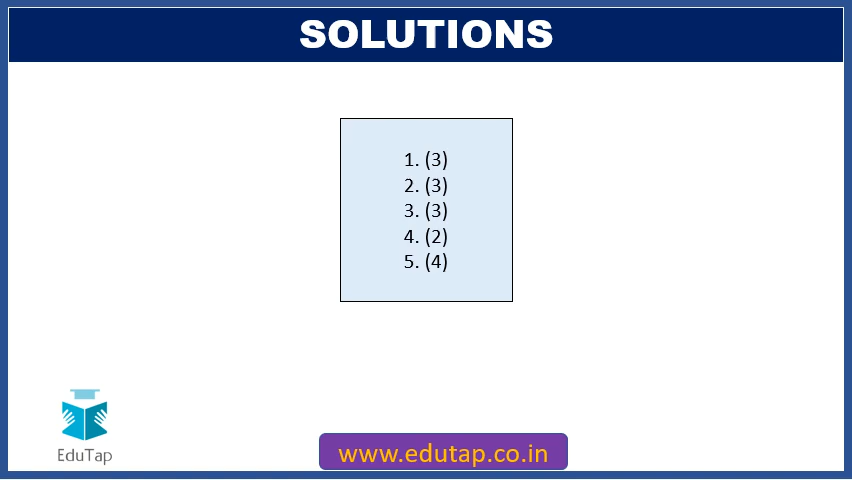 SOLUTIONS
1. (3)
2. (3)
3. (3)
4. (2)
5. (4)
EduTap
www.edutap.co.in